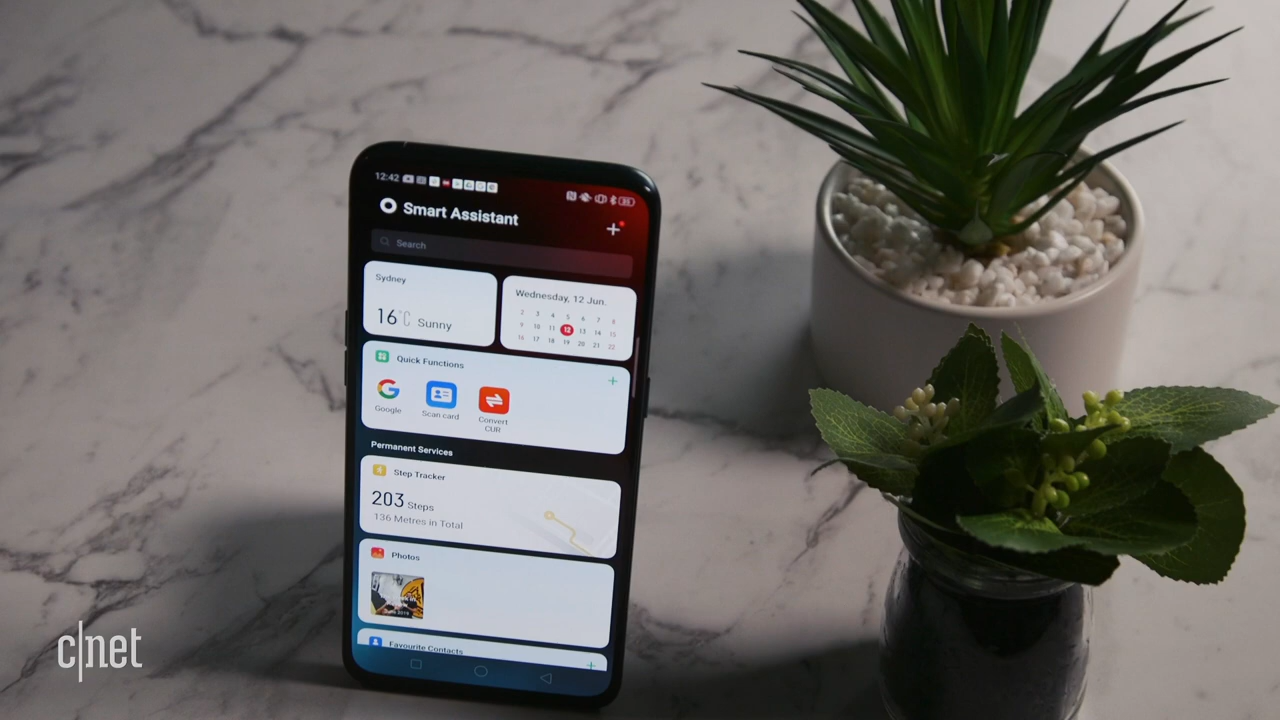 12:42
Smart Assistant
Search
Sydney
16°C Sunny
Wednesday, 12 Jun.
2 3 4 5 6 7 8
9 10 11 12 13 14 15
16 17 18 19 20 21 22
Quick Functions
Google
Scan card
Convert
CUR
Permanent Services
Step Tracker
203 Steps
136 Metres in Total
Photos
Favourite Contacts
c|net